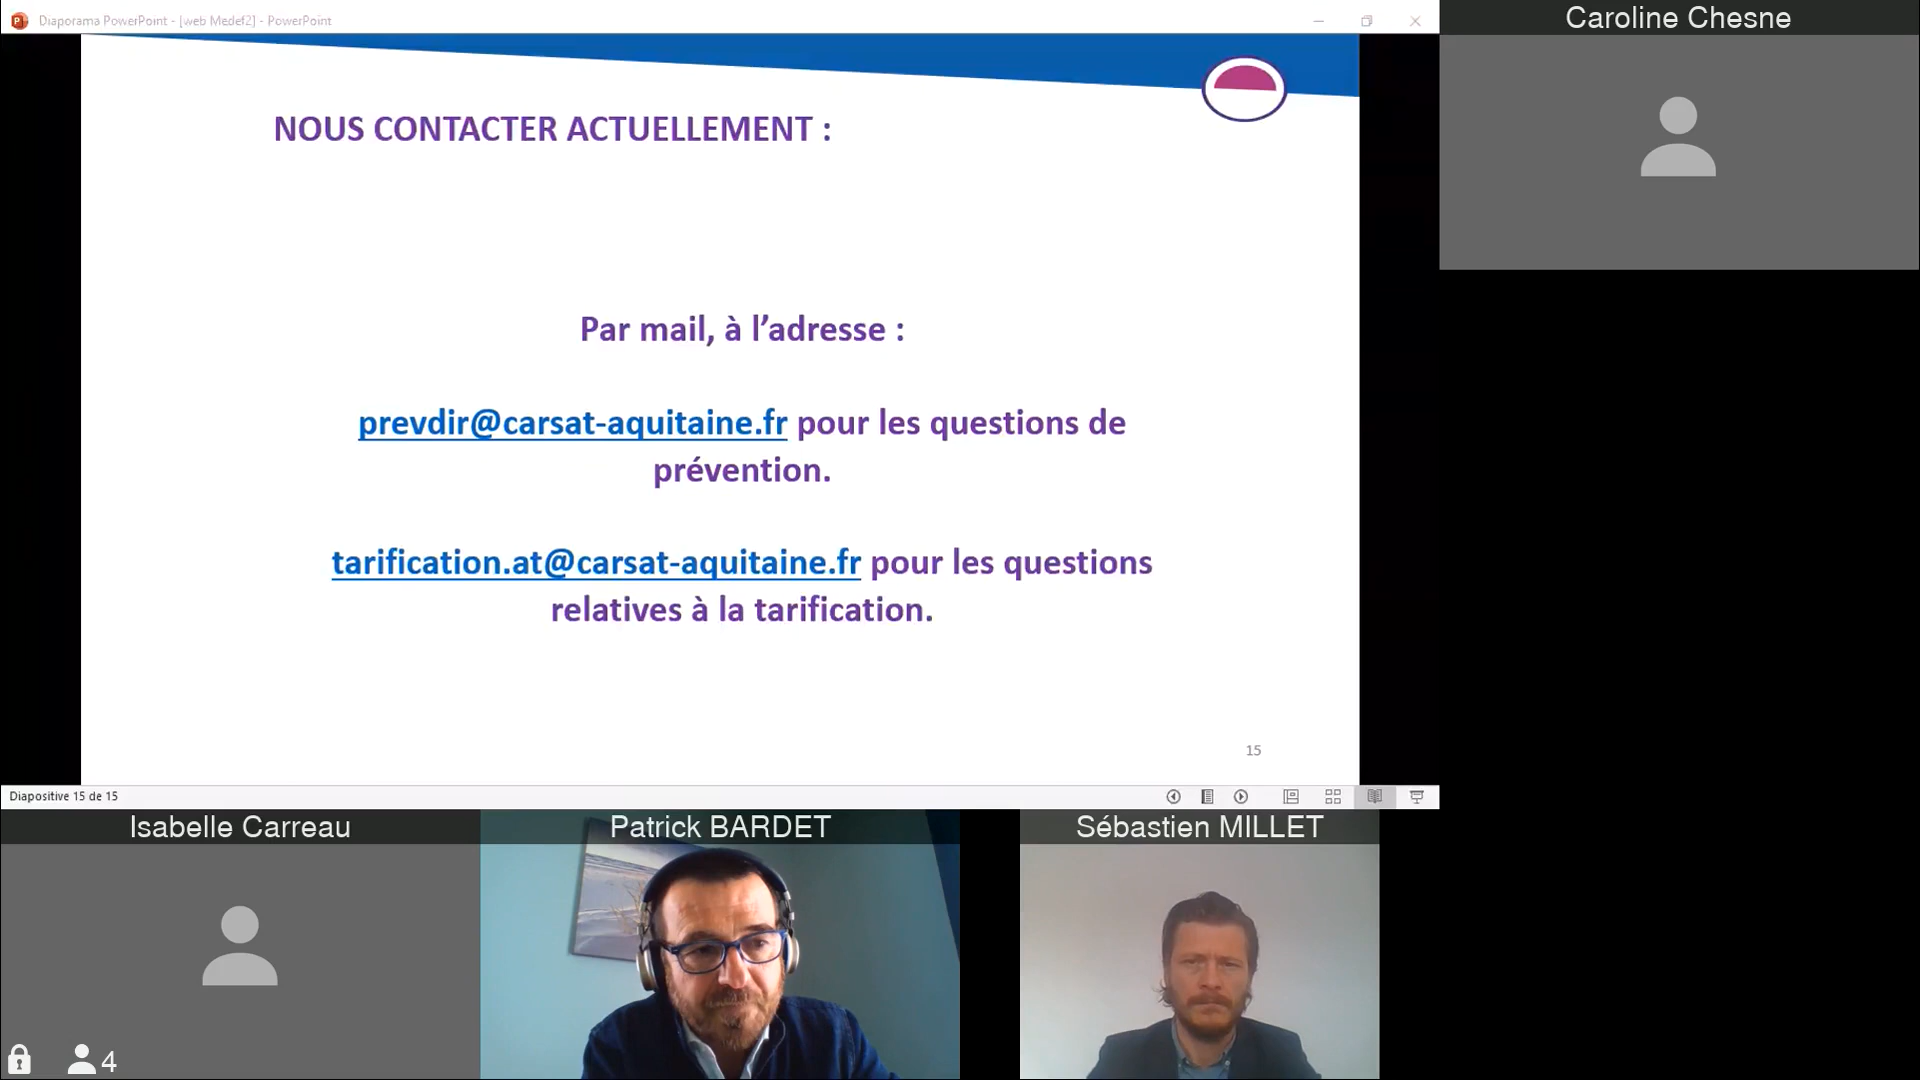 Diaporama PowerPoint - [web Medef2] - PowerPoint
Caroline Chesne
NOUS CONTACTER ACTUELLEMENT :
Par mail, à l’adresse :
prevdir@carsat-aquitaine.fr pour les questions de
prévention.
tarification.at@carsat-aquitaine.fr pour les questions
relatives à la tarification.
15
Diapositive 15 de 15
Isabelle Carreau
Patrick BARDET
Sébastien MILLET
4